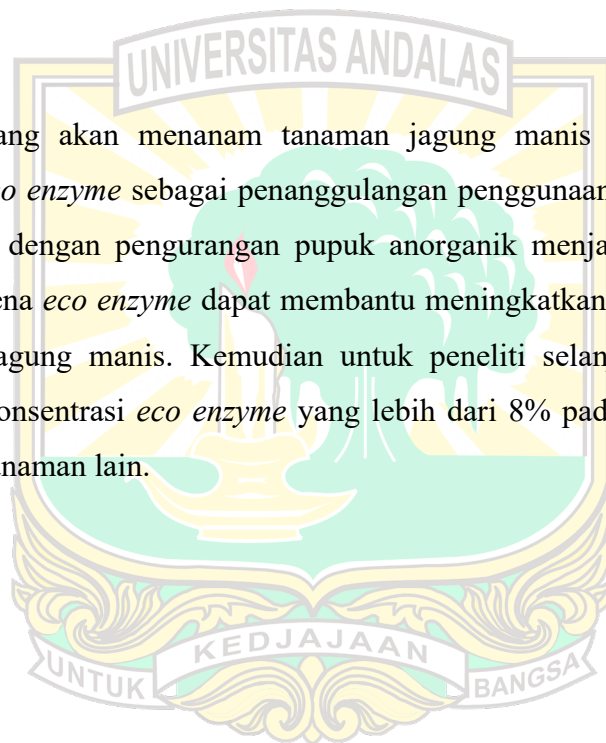 UNIVERSITAS ANDALAS
ang akan menanam tanaman jagung manis
o enzyme sebagai penanggulangan penggunaan
dengan pengurangan pupuk anorganik menja
ena eco enzyme dapat membantu meningkatkan
agung manis. Kemudian untuk peneliti selan
onsentrasi eco enzyme yang lebih dari 8% pad
anaman lain.
KEDJAJAAN
UNTUK BANGSA